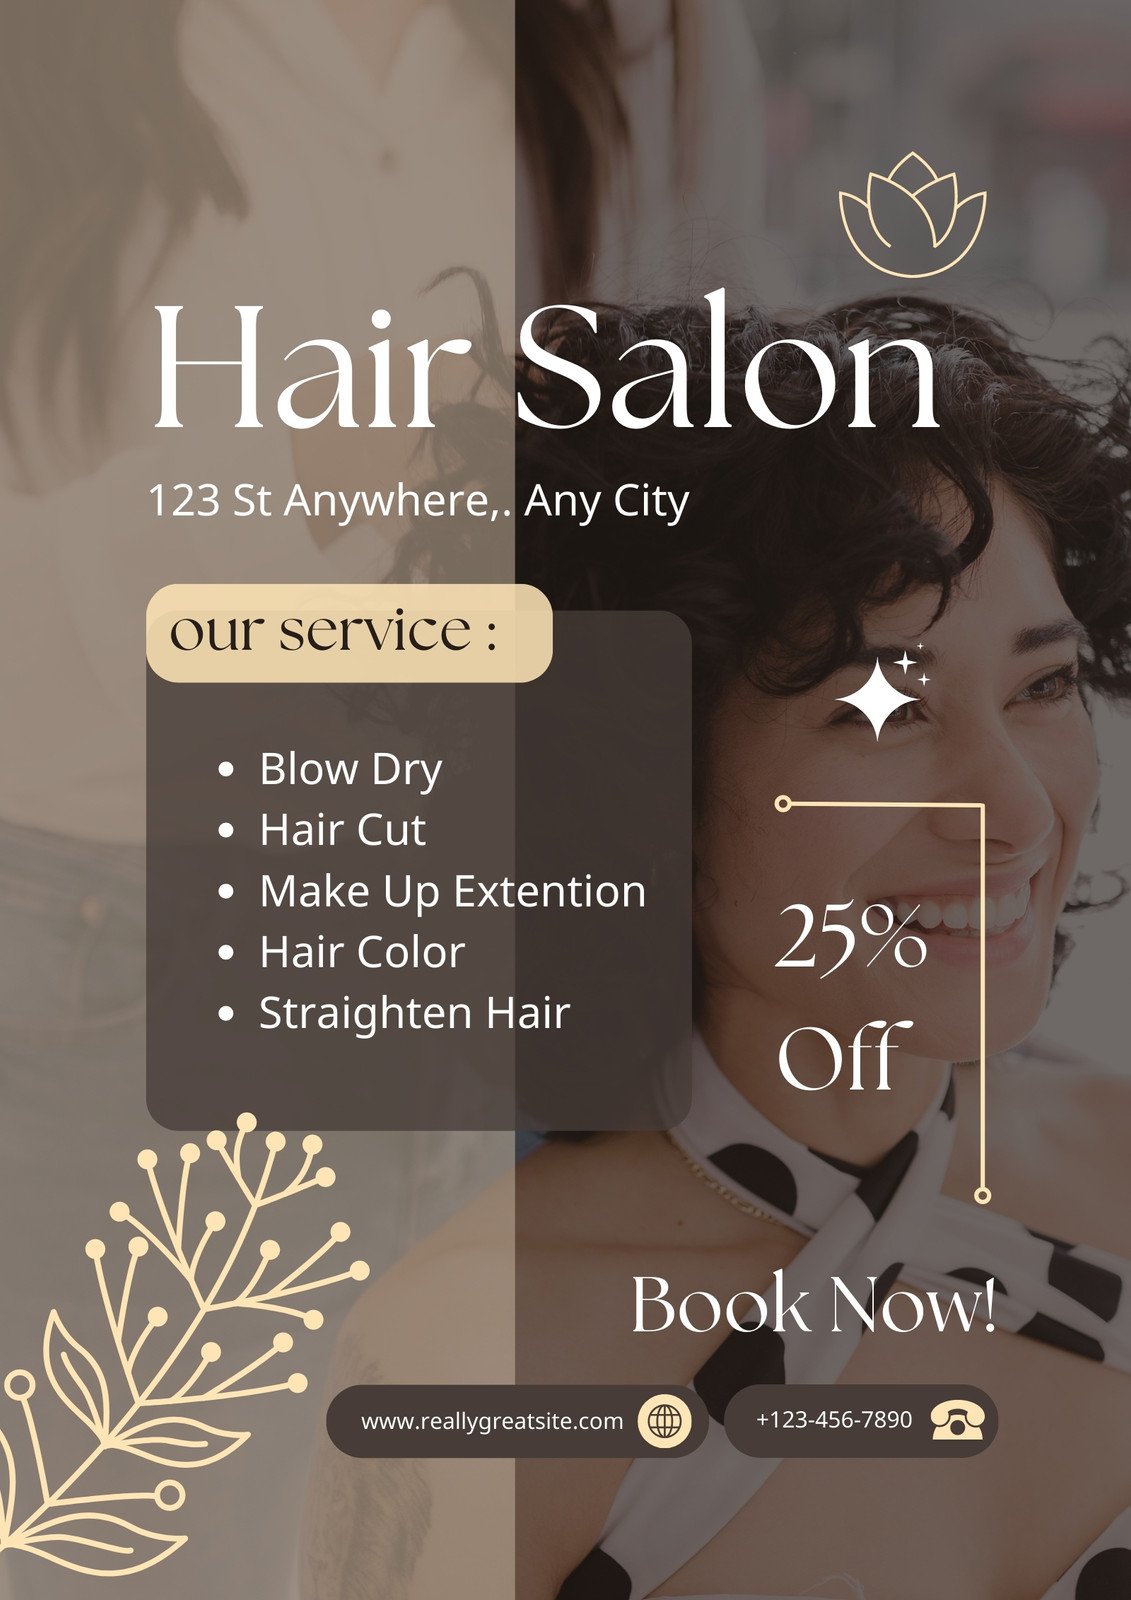 Hair Salon
123 St Anywhere,. Any City
our service :
• Blow Dry
• Hair Cut
• Make Up Extention
• Hair Color
• Straighten Hair
25%
Off
Book Now!
www.reallygreatsite.com
+123-456-7890